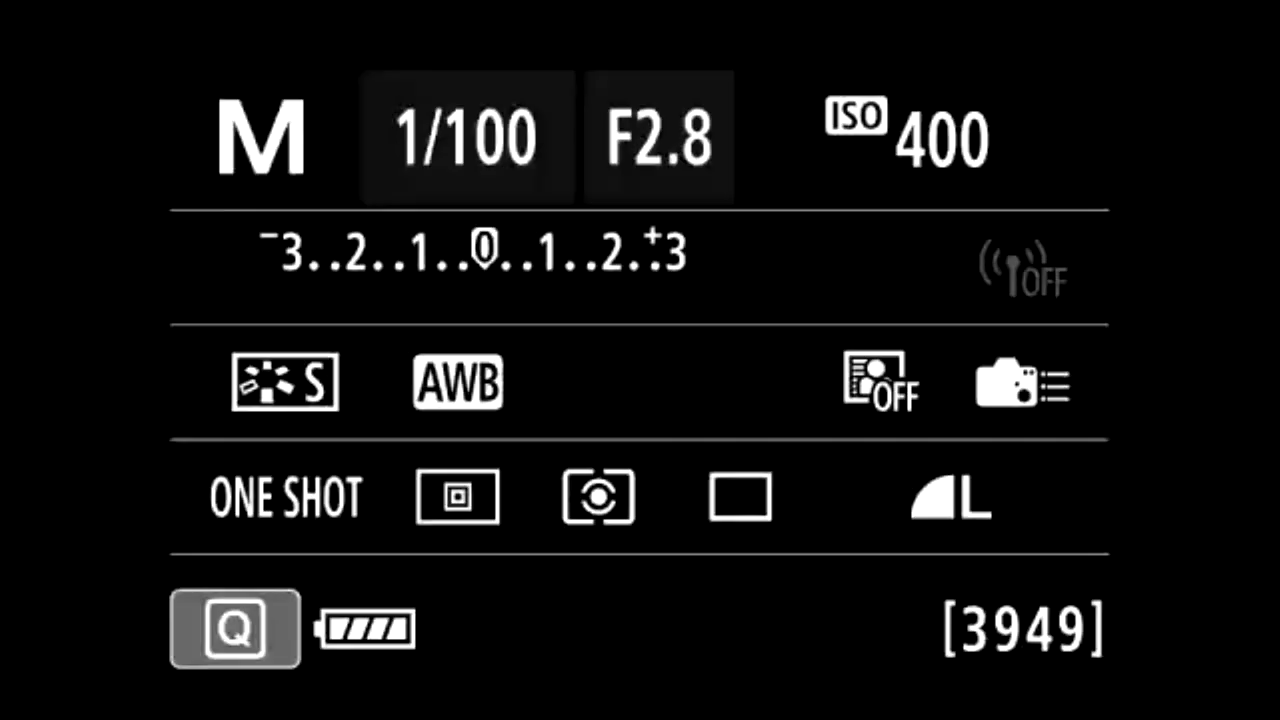 M 1/100 F2.8 ISO 400
-3..2..1..0..1..2..+3
OFF
S AWB OFF
ONE SHOT L
Q [3949]